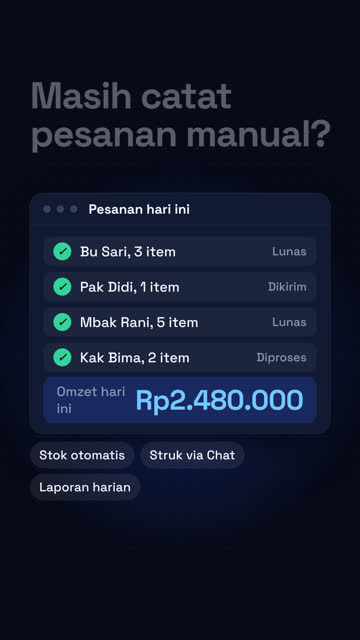 Masih catat
pesanan manual?
Pesanan hari ini
Bu Sari, 3 item Lunas
Pak Didi, 1 item Dikirim
Mbak Rani, 5 item Lunas
Kak Bima, 2 item Diproses
Omzet hari
ini
Rp2.480.000
Stok otomatis Struk via Chat
Laporan harian